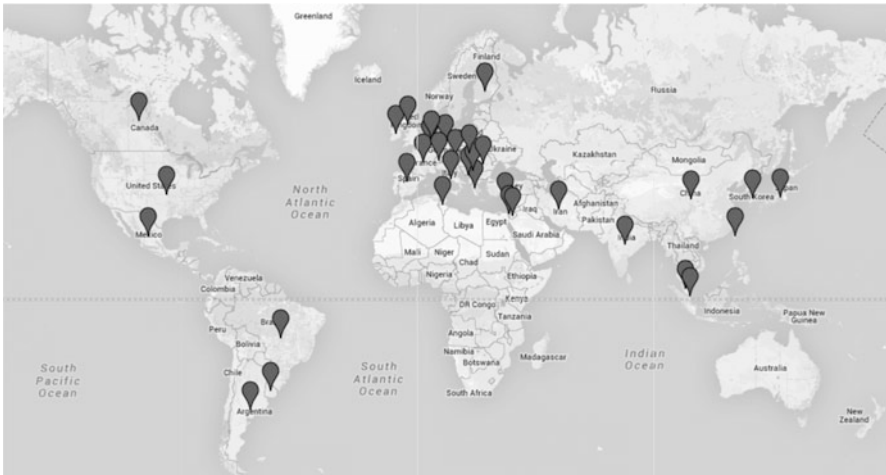 Greenland
Iceland
Finland
Sweden
Norway
Russia
Canada
United
Kingdom
Ukraine
France
Spain
Italy
Kazakhstan
Mongolia
United States
North
Atlantic
Ocean
China
South Korea
Japan
Afghanistan
Iraq
Iran
Pakistan
Algeria
Libya
Egypt
Saudi Arabia
India
Mexico
Mali
Niger
Chad
Sudan
Thailand
Nigeria
Ethiopia
Venezuela
Colombia
Kenya
DR Congo
Tanzania
Indonesia
Papua New
Guinea
Peru
Brazil
Bolivia
Angola
Namibia
Botswana
Madagascar
Indian
Ocean
South
Pacific
Ocean
Chile
South
Atlantic
Ocean
Australia
South Africa
Argentina
New
Zealand